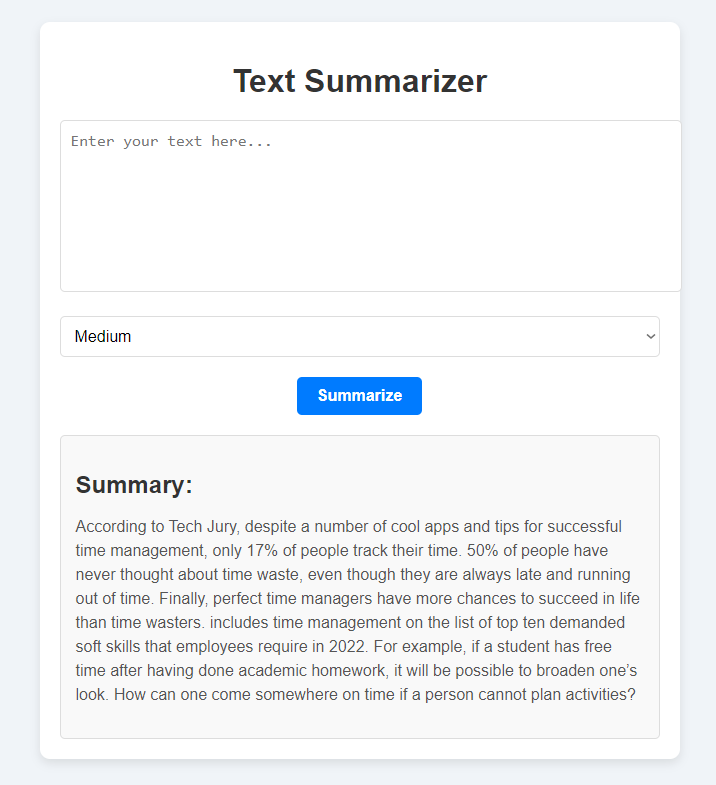 Text Summarizer
Enter your text here...
Medium
Summarize
Summary:
According to Tech Jury, despite a number of cool apps and tips for successful
time management, only 17% of people track their time. 50% of people have
never thought about time waste, even though they are always late and running
out of time. Finally, perfect time managers have more chances to succeed in life
than time wasters. includes time management on the list of top ten demanded
soft skills that employees require in 2022. For example, if a student has free
time after having done academic homework, it will be possible to broaden one’s
look. How can one come somewhere on time if a person cannot plan activities?